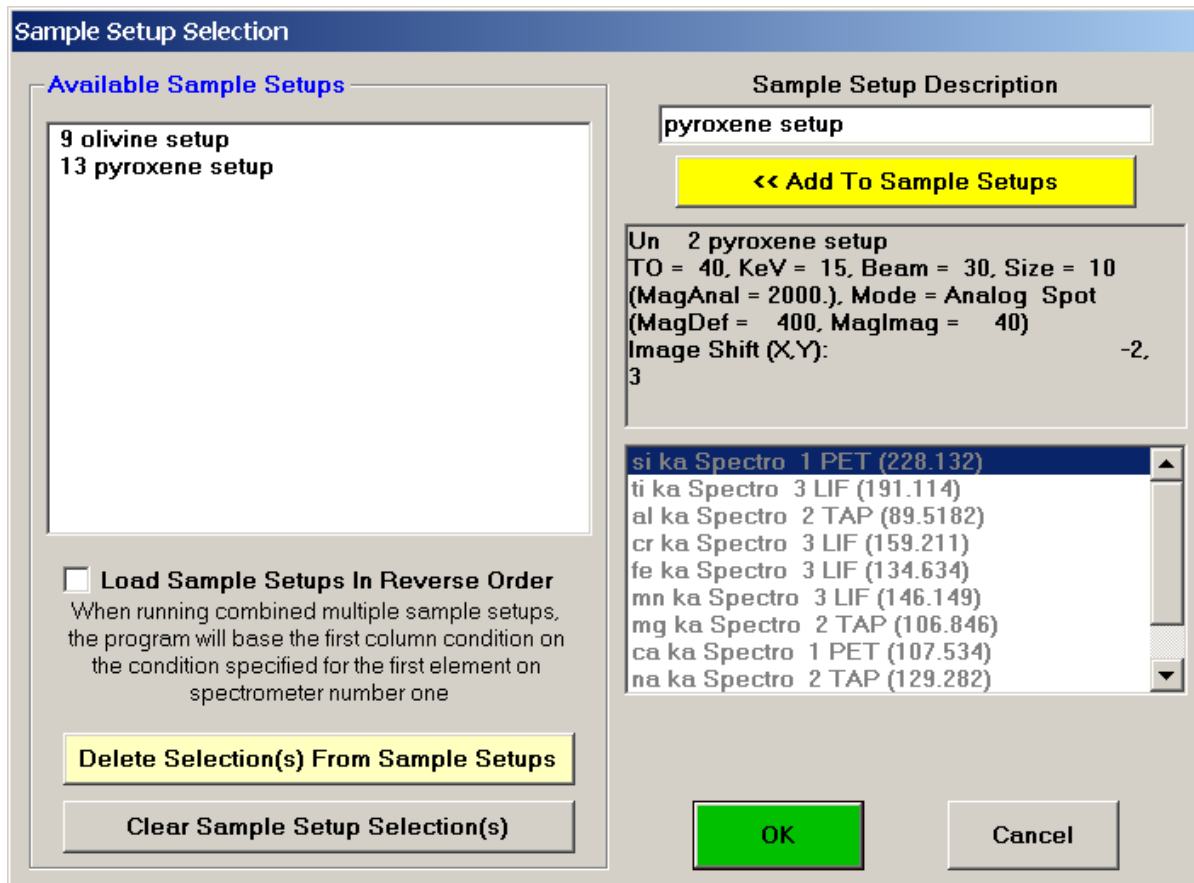 Sample Setup Selection
Available Sample Setups
9 olivine setup
13 pyroxene setup
Load Sample Setups In Reverse Order
When running combined multiple sample setups,
the program will base the first column condition on
the condition specified for the first element on
spectrometer number one
Delete Selection(s) From Sample Setups
Clear Sample Setup Selection(s)
Sample Setup Description
pyroxene setup
<< Add To Sample Setups
Un 2 pyroxene setup
TO = 40, KeV = 15, Beam = 30, Size = 10
(MagAnal = 2000.), Mode = Analog Spot
(MagDef = 400, MagImag = 40)
Image Shift (X,Y): -2,
3
si ka Spectro 1 PET (228.132)
ti ka Spectro 3 LIF (191.114)
al ka Spectro 2 TAP (89.5182)
cr ka Spectro 3 LIF (159.211)
fe ka Spectro 3 LIF (134.634)
mn ka Spectro 3 LIF (146.149)
mg ka Spectro 2 TAP (106.846)
ca ka Spectro 1 PET (107.534)
na ka Spectro 2 TAP (129.282)
OK
Cancel